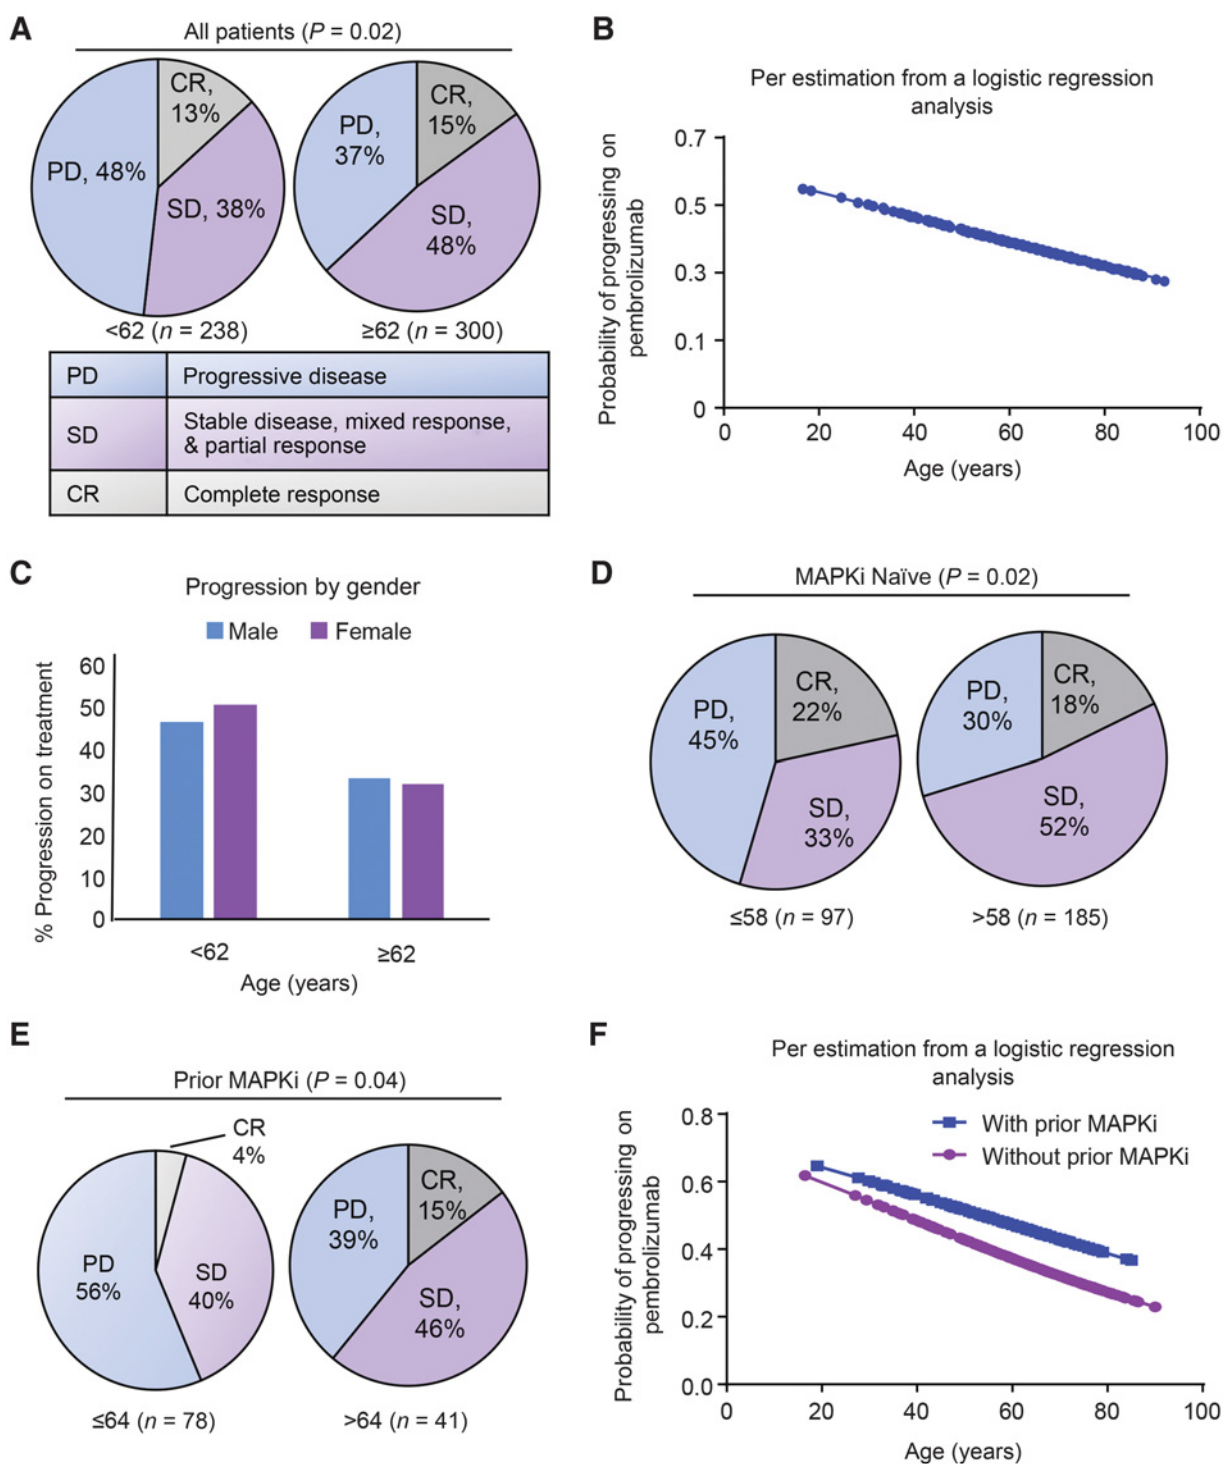 A
All patients (P = 0.02)
CR,
13%
PD, 48%
SD, 38%
CR,
15%
PD,
37%
SD,
48%
<62 (n = 238)
≥62 (n = 300)
PD
Progressive disease
SD
Stable disease, mixed response,
& partial response
CR
Complete response
B
Per estimation from a logistic regression
analysis
Probability of progressing on
pembrolizumab
0.7
0.5
0.3
0.1
0
0
20
40
60
80
100
Age (years)
C
Progression by gender
Male
Female
% Progression on treatment
60
50
40
30
20
10
0
<62
≥62
Age (years)
D
MAPKi Naïve (P = 0.02)
CR,
22%
PD,
45%
SD,
33%
CR,
18%
PD,
30%
SD,
52%
≤58 (n = 97)
>58 (n = 185)
E
Prior MAPKi (P = 0.04)
CR
4%
PD
56%
SD
40%
CR,
15%
PD,
39%
SD,
46%
≤64 (n = 78)
>64 (n = 41)
F
Per estimation from a logistic regression
analysis
With prior MAPKi
Without prior MAPKi
Probability of progressing on
pembrolizumab
0.8
0.6
0.4
0.2
0.0
0
20
40
60
80
100
Age (years)